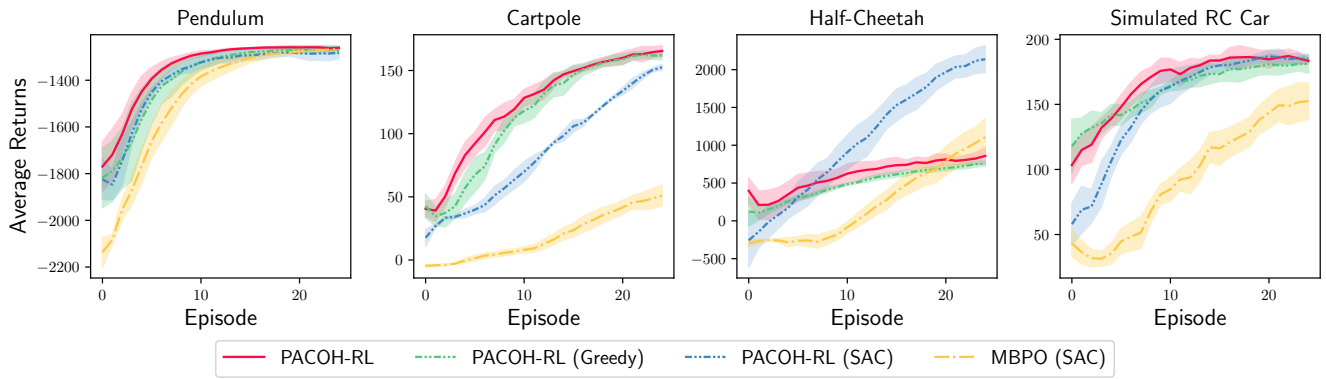 Pendulum
Cartpole
Half-Cheetah
Simulated RC Car
Average Returns
−1400
−1600
−1800
−2000
−2200
0
10
20
Episode
150
100
50
0
0
10
20
Episode
2000
1500
1000
500
0
−500
0
10
20
Episode
200
150
100
50
0
10
20
Episode
PACOH-RL
PACOH-RL (Greedy)
PACOH-RL (SAC)
MBPO (SAC)